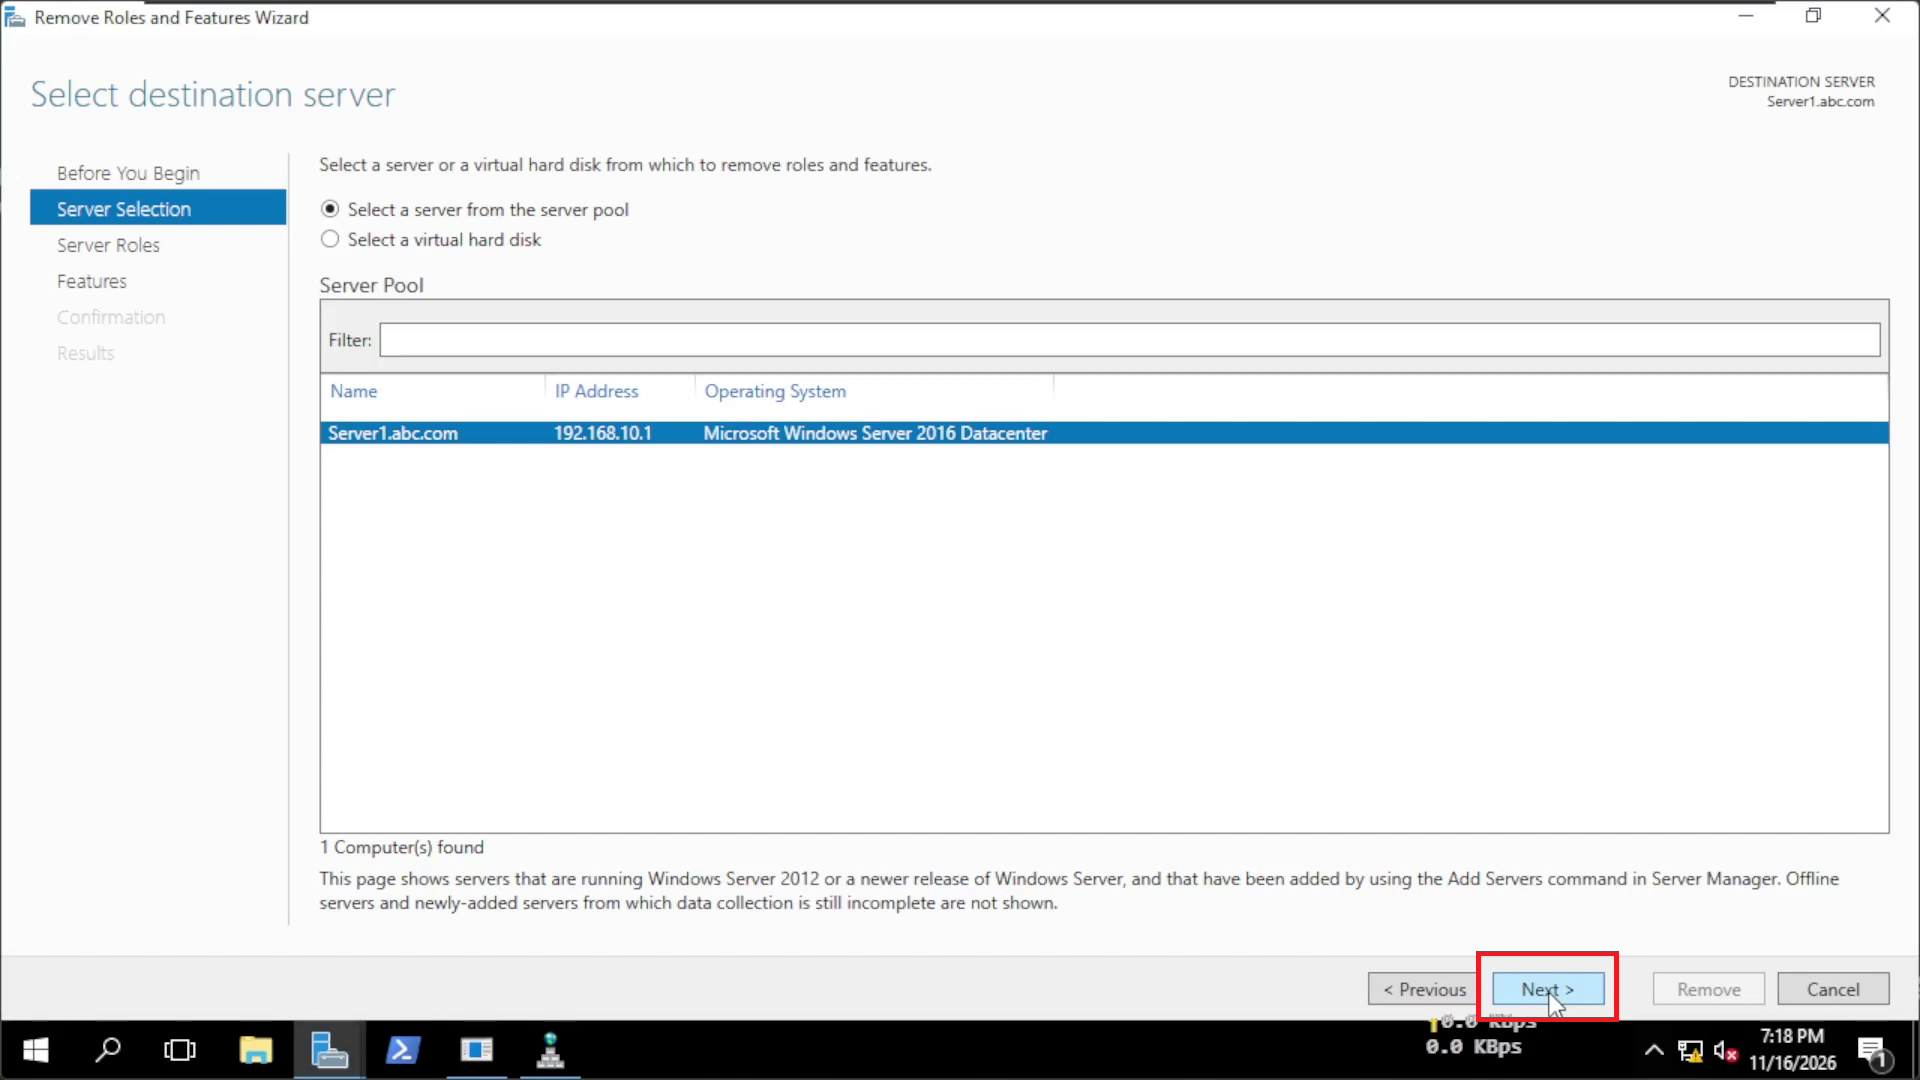 Remove Roles and Features Wizard
Select destination server
DESTINATION SERVER
Server1.abc.com
Before You Begin
Server Selection
Server Roles
Features
Confirmation
Results
Select a server or a virtual hard disk from which to remove roles and features.
Select a server from the server pool
Select a virtual hard disk
Server Pool
Filter:
Name IP Address Operating System
Server1.abc.com 192.168.10.1 Microsoft Windows Server 2016 Datacenter
1 Computer(s) found
This page shows servers that are running Windows Server 2012 or a newer release of Windows Server, and that have been added by using the Add Servers command in Server Manager. Offline
servers and newly-added servers from which data collection is still incomplete are not shown.
< Previous Next > Remove Cancel
0.0 KBps
0.0 KBps
7:18 PM
11/16/2026
1